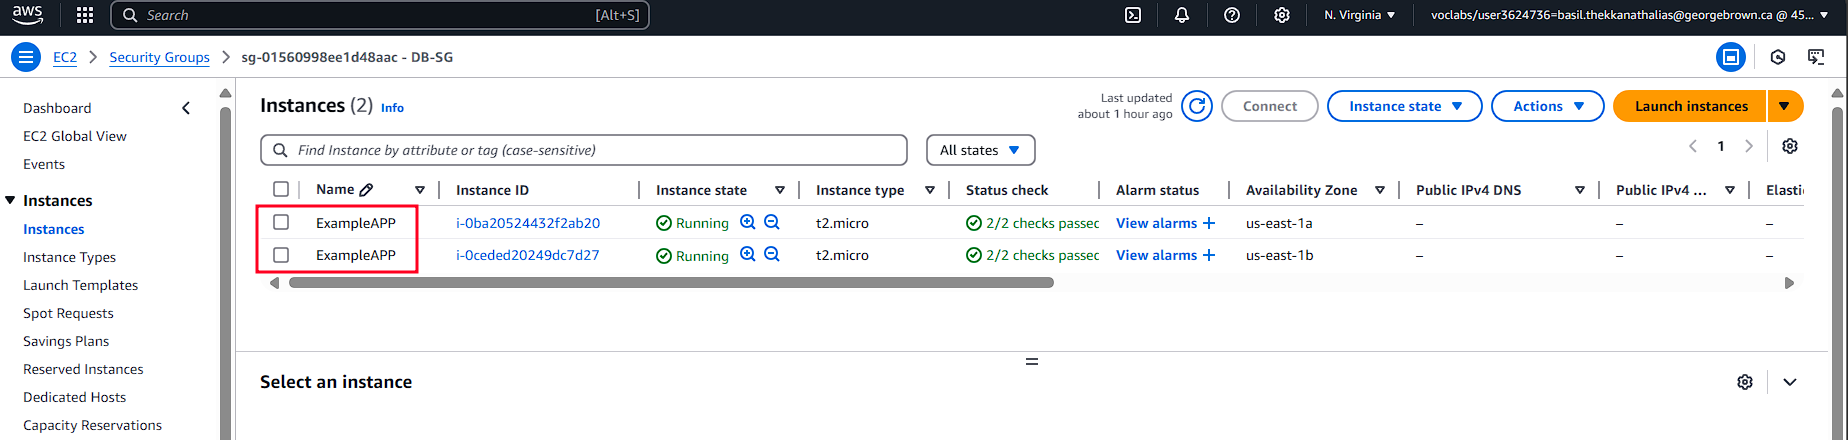 aws Search [Alt+S] N. Virginia voclabs/user3624736=basil.thekkanathalias@georgebrown.ca @ 45...
EC2 Security Groups sg-01560998ee1d48aac - DB-SG
Dashboard
EC2 Global View
Events
Instances
Instances
Instance Types
Launch Templates
Spot Requests
Savings Plans
Reserved Instances
Dedicated Hosts
Capacity Reservations
Instances (2) Info
Last updated
about 1 hour ago
Connect Instance state Actions Launch instances
Find Instance by attribute or tag (case-sensitive) All states 1
Name Instance ID Instance state Instance type Status check Alarm status Availability Zone Public IPv4 DNS Public IPv4 ... Elastic
ExampleAPP i-0ba20524432f2ab20 Running t2.micro 2/2 checks passed View alarms + us-east-1a – – –
ExampleAPP i-0ceded20249dc7d27 Running t2.micro 2/2 checks passed View alarms + us-east-1b – – –
Select an instance